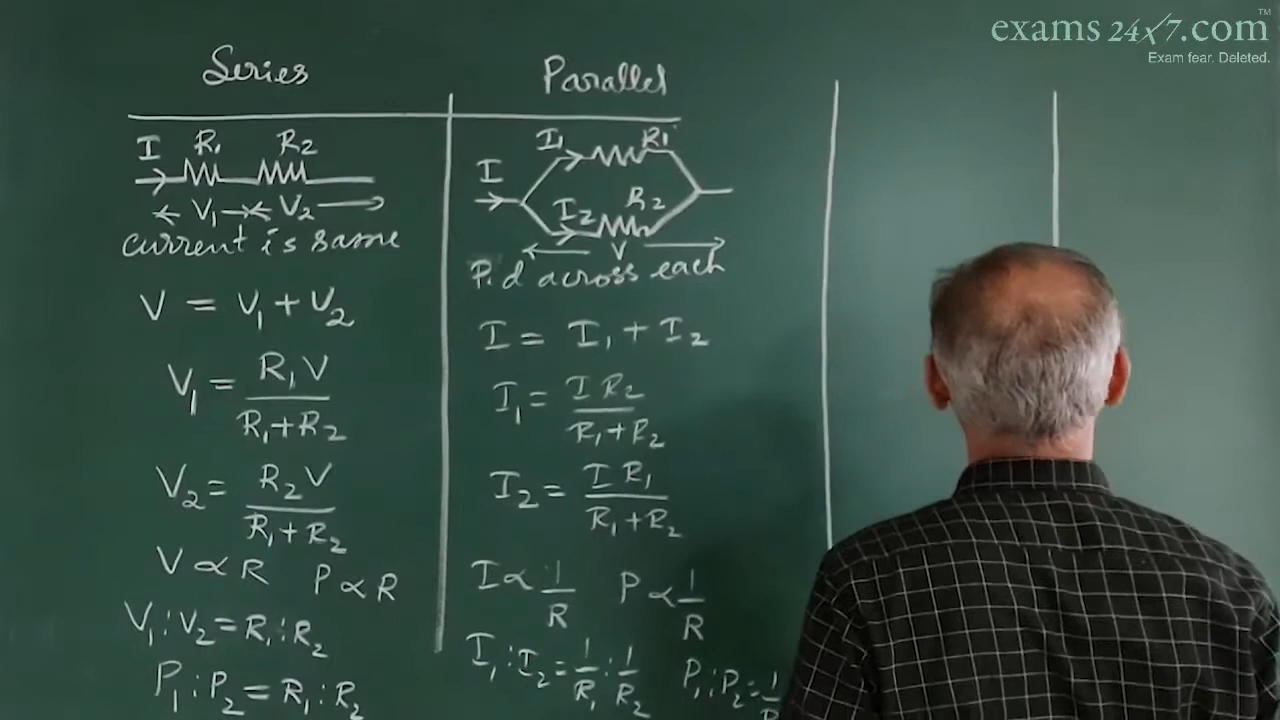 exams 24x7.com™
Exam fear. Deleted.
Series
I R₁ R₂
V₁ V₂
current is same
V = V₁ + V₂
V₁ = R₁V / R₁+R₂
V₂ = R₂V / R₁+R₂
V ∝ R P ∝ R
V₁ : V₂ = R₁ : R₂
P₁ : P₂ = R₁ : R₂
Parallel
I I₁ R₁
I₂ R₂
V
P.d across each
I = I₁ + I₂
I₁ = I R₂ / R₁+R₂
I₂ = I R₁ / R₁+R₂
I ∝ 1/R P ∝ 1/R
I₁ : I₂ = 1/R₁ : 1/R₂ P₁ : P₂ = 1/